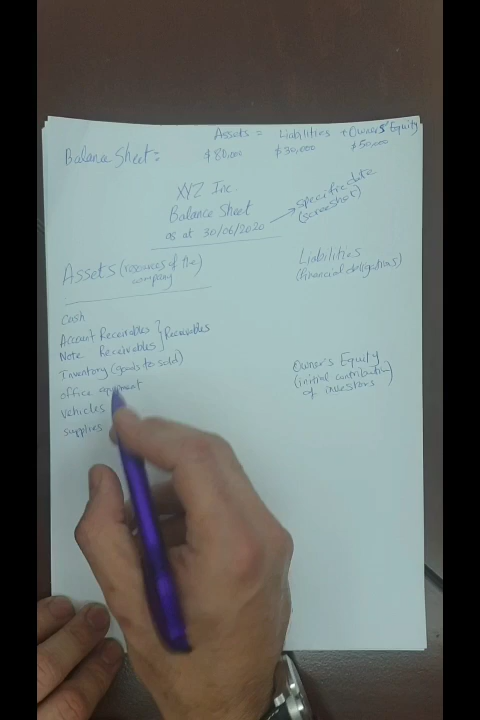 Assets = Liabilities + Owners' Equity
Balance Sheet: $80,000 $30,000 $50,000
XYZ Inc.
Balance Sheet
as at 30/06/2020
specific date
(screeshot)
Assets (resources of the
company)
Liabilities
(financial obligations)
Cash
Account Receivables
Note Receivables } Receivables
Inventory (goods to sold)
office equipment
vehicles
supplies
Owner's Equity
(initial contribution
of investors)